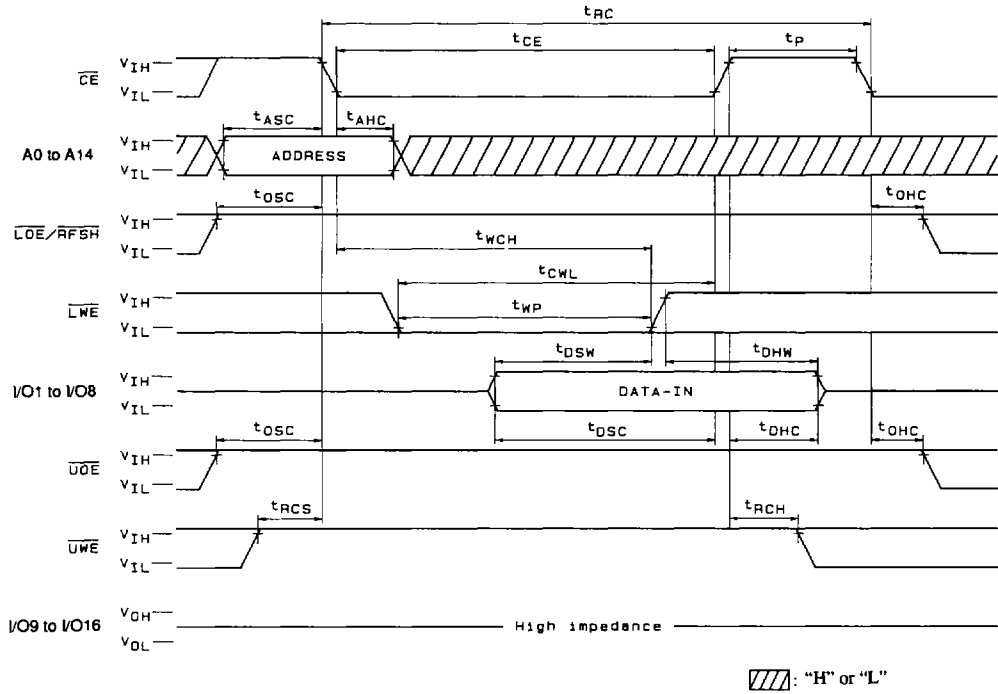 tRC
tCE
tP
CE
VIH
VIL
tASC
tAHC
A0 to A14
VIH
VIL
ADDRESS
tOSC
tOHC
LOE/RFSH
VIH
VIL
tWCH
tCWL
LWE
VIH
VIL
tWP
tDSW
tDHW
I/O1 to I/O8
VIH
VIL
DATA-IN
tOSC
tDSC
tDHC
tOHC
UOE
VIH
VIL
tRCS
tRCH
UWE
VIH
VIL
I/O9 to I/O16
VOH
VOL
High impedance
: “H” or “L”